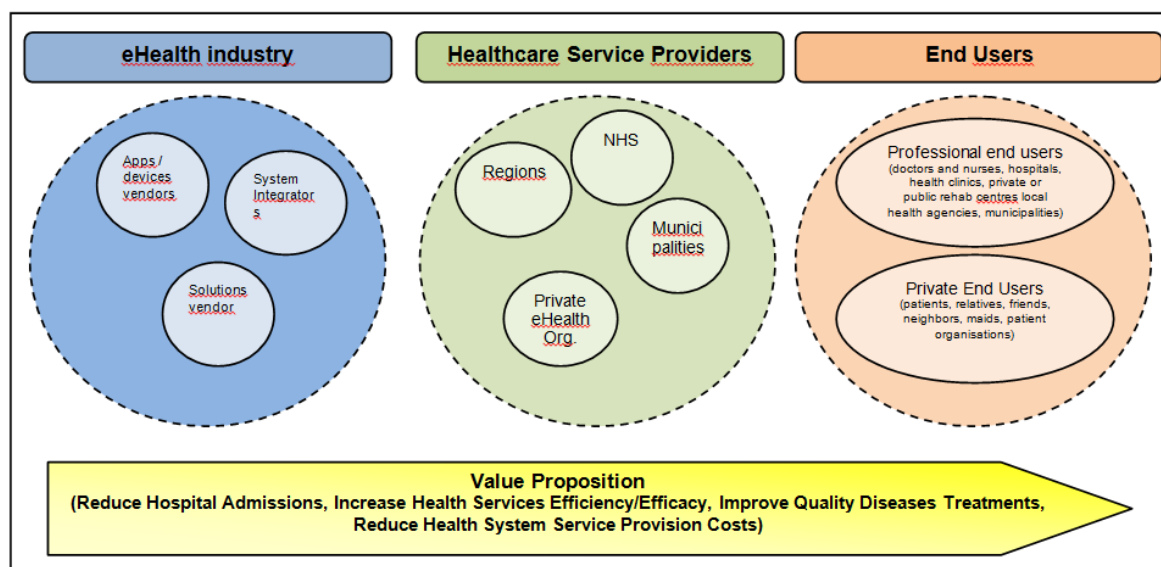 eHealth industry
Healthcare Service Providers
End Users
Apps /
devices
vendors
System
Integrator
s
Solutions
vendor
Regions
NHS
Munici
palities
Private
eHealth
Org.
Professional end users
(doctors and nurses, hospitals,
health clinics, private or
public rehab centres local
health agencies, municipalities)
Private End Users
(patients, relatives, friends,
neighbors, maids, patient
organisations)
Value Proposition
(Reduce Hospital Admissions, Increase Health Services Efficiency/Efficacy, Improve Quality Diseases Treatments,
Reduce Health System Service Provision Costs)